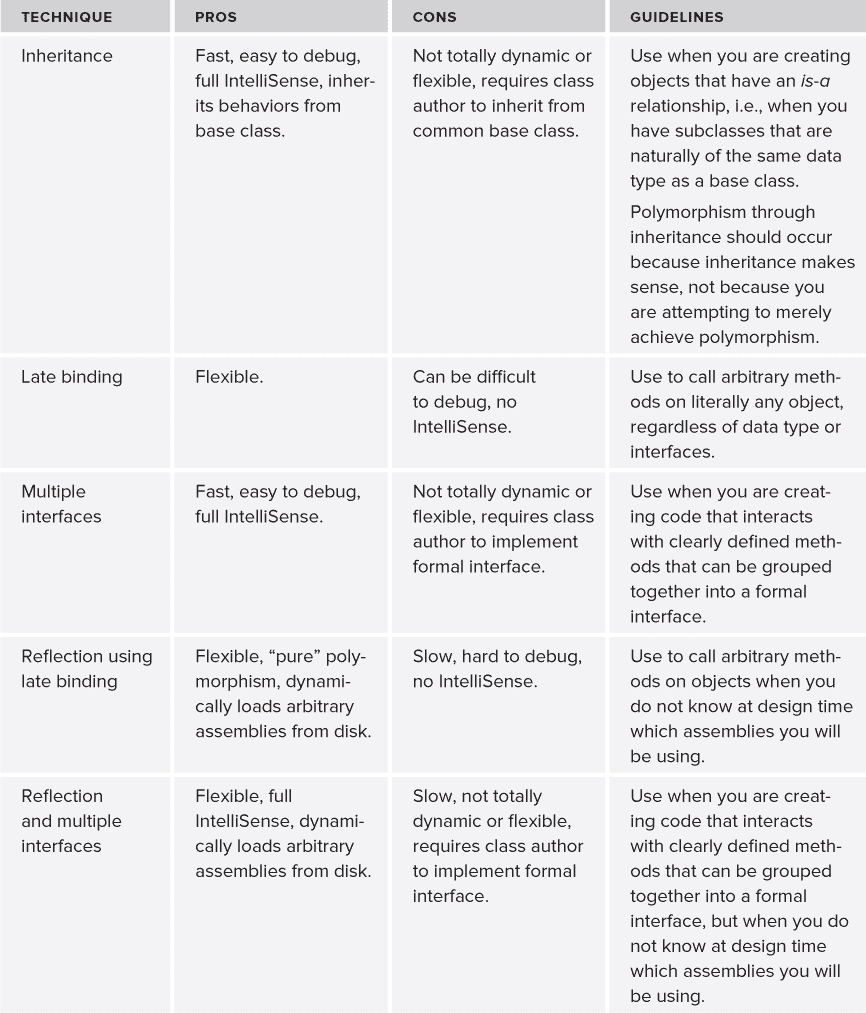 TECHNIQUE PROS CONS GUIDELINES
Inheritance
Fast, easy to debug,
full IntelliSense, inher-
its behaviors from
base class.
Not totally dynamic or
flexible, requires class
author to inherit from
common base class.
Use when you are creating
objects that have an is-a
relationship, i.e., when you
have subclasses that are
naturally of the same data
type as a base class.
Polymorphism through
inheritance should occur
because inheritance makes
sense, not because you
are attempting to merely
achieve polymorphism.
Late binding
Flexible.
Can be difficult
to debug, no
IntelliSense.
Use to call arbitrary meth-
ods on literally any object,
regardless of data type or
interfaces.
Multiple
interfaces
Fast, easy to debug,
full IntelliSense.
Not totally dynamic or
flexible, requires class
author to implement
formal interface.
Use when you are creat-
ing code that interacts
with clearly defined meth-
ods that can be grouped
together into a formal
interface.
Reflection using
late binding
Flexible, “pure” poly-
morphism, dynami-
cally loads arbitrary
assemblies from disk.
Slow, hard to debug,
no IntelliSense.
Use to call arbitrary meth-
ods on objects when you
do not know at design time
which assemblies you will
be using.
Reflection
and multiple
interfaces
Flexible, full
IntelliSense, dynami-
cally loads arbitrary
assemblies from disk.
Slow, not totally
dynamic or flexible,
requires class author
to implement formal
interface.
Use when you are creat-
ing code that interacts
with clearly defined meth-
ods that can be grouped
together into a formal
interface, but when you do
not know at design time
which assemblies you will
be using.